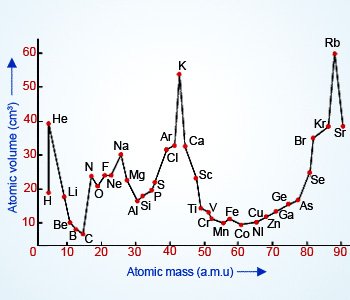 Atomic volume (cm³)
60
50
40
30
20
10
0
10
20
30
40
50
60
70
80
90
Atomic mass (a.m.u)
H
He
Li
Be
B
C
N
O
F
Ne
Na
Mg
Al
Si
P
S
Cl
Ar
K
Ca
Sc
Ti
V
Cr
Mn
Fe
Co
Ni
Cu
Zn
Ga
Ge
As
Se
Br
Kr
Rb
Sr